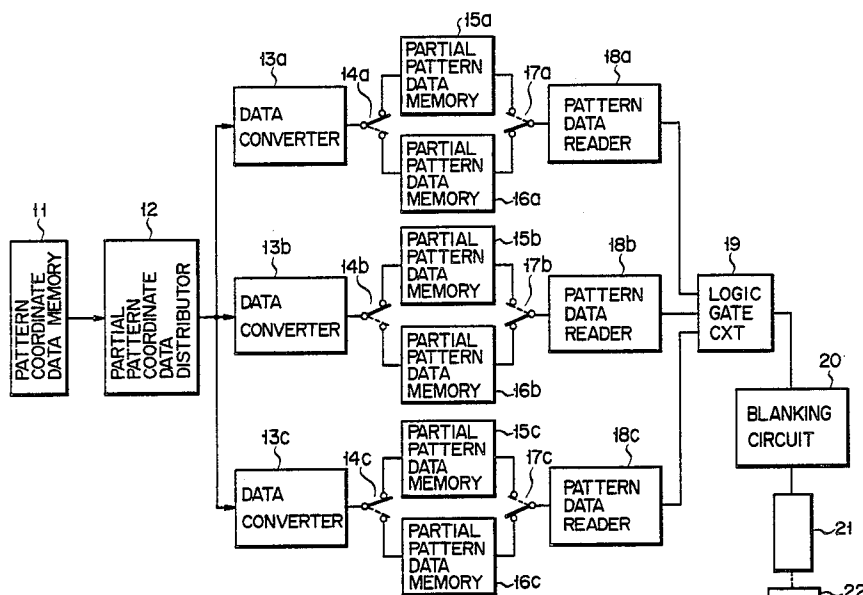 11
PATTERN
COORDINATE
DATA MEMORY
12
PARTIAL
PATTERN
COORDINATE
DATA
DISTRIBUTOR
13a
DATA
CONVERTER
14a
15a
PARTIAL
PATTERN
DATA
MEMORY
PARTIAL
PATTERN
DATA
MEMORY
16a
17a
18a
PATTERN
DATA
READER
13b
DATA
CONVERTER
14b
15b
PARTIAL
PATTERN
DATA
MEMORY
PARTIAL
PATTERN
DATA
MEMORY
16b
17b
18b
PATTERN
DATA
READER
13c
DATA
CONVERTER
14c
15c
PARTIAL
PATTERN
DATA
MEMORY
PARTIAL
PATTERN
DATA
MEMORY
16c
17c
18c
PATTERN
DATA
READER
19
LOGIC
GATE
CXT
20
BLANKING
CIRCUIT
21
22